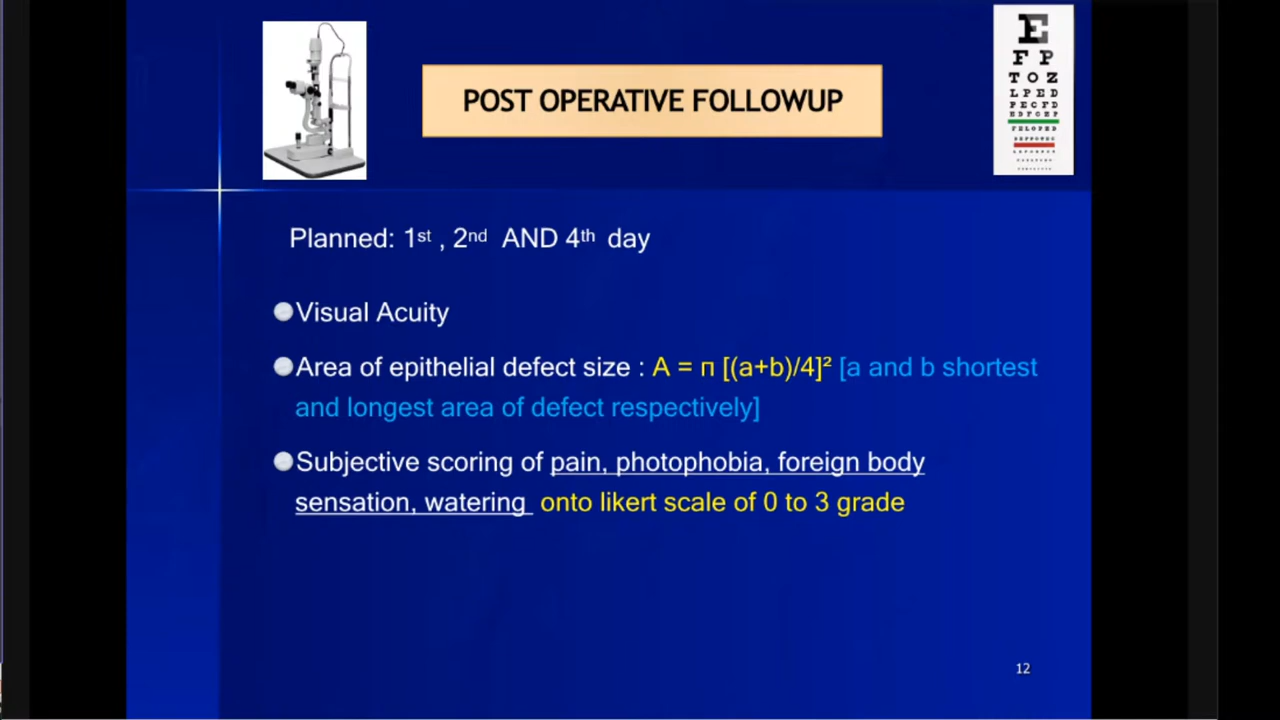 E
F P
T O Z
L P E D
P E C F D
E D F C Z P
F E L O P Z D
POST OPERATIVE FOLLOWUP
Planned: 1st , 2nd AND 4th day
Visual Acuity
Area of epithelial defect size : A = п [(a+b)/4]² [a and b shortest
and longest area of defect respectively]
Subjective scoring of pain, photophobia, foreign body
sensation, watering onto likert scale of 0 to 3 grade
12